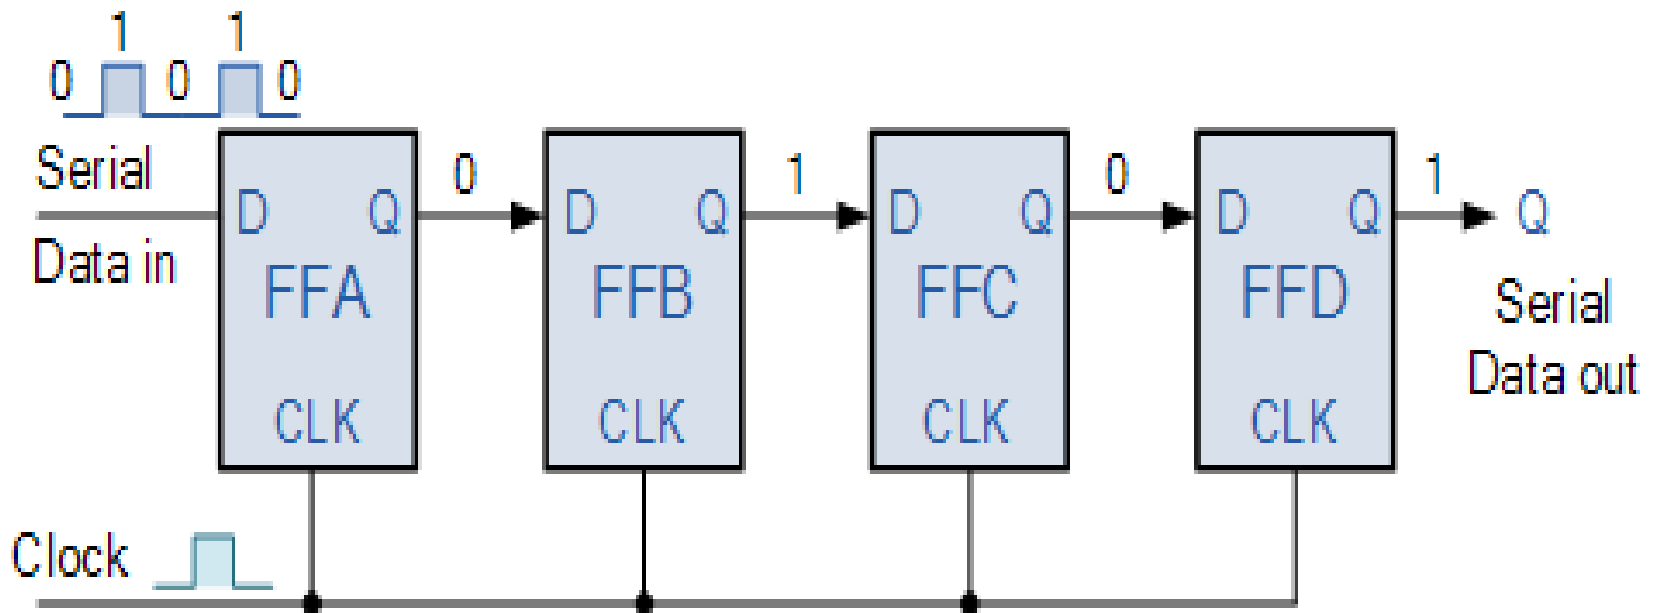 1 1
0 0 0
Serial
Data in
D Q
FFA
CLK
0
D Q
FFB
CLK
1
D Q
FFC
CLK
0
D Q
FFD
CLK
1
Q
Serial
Data out
Clock